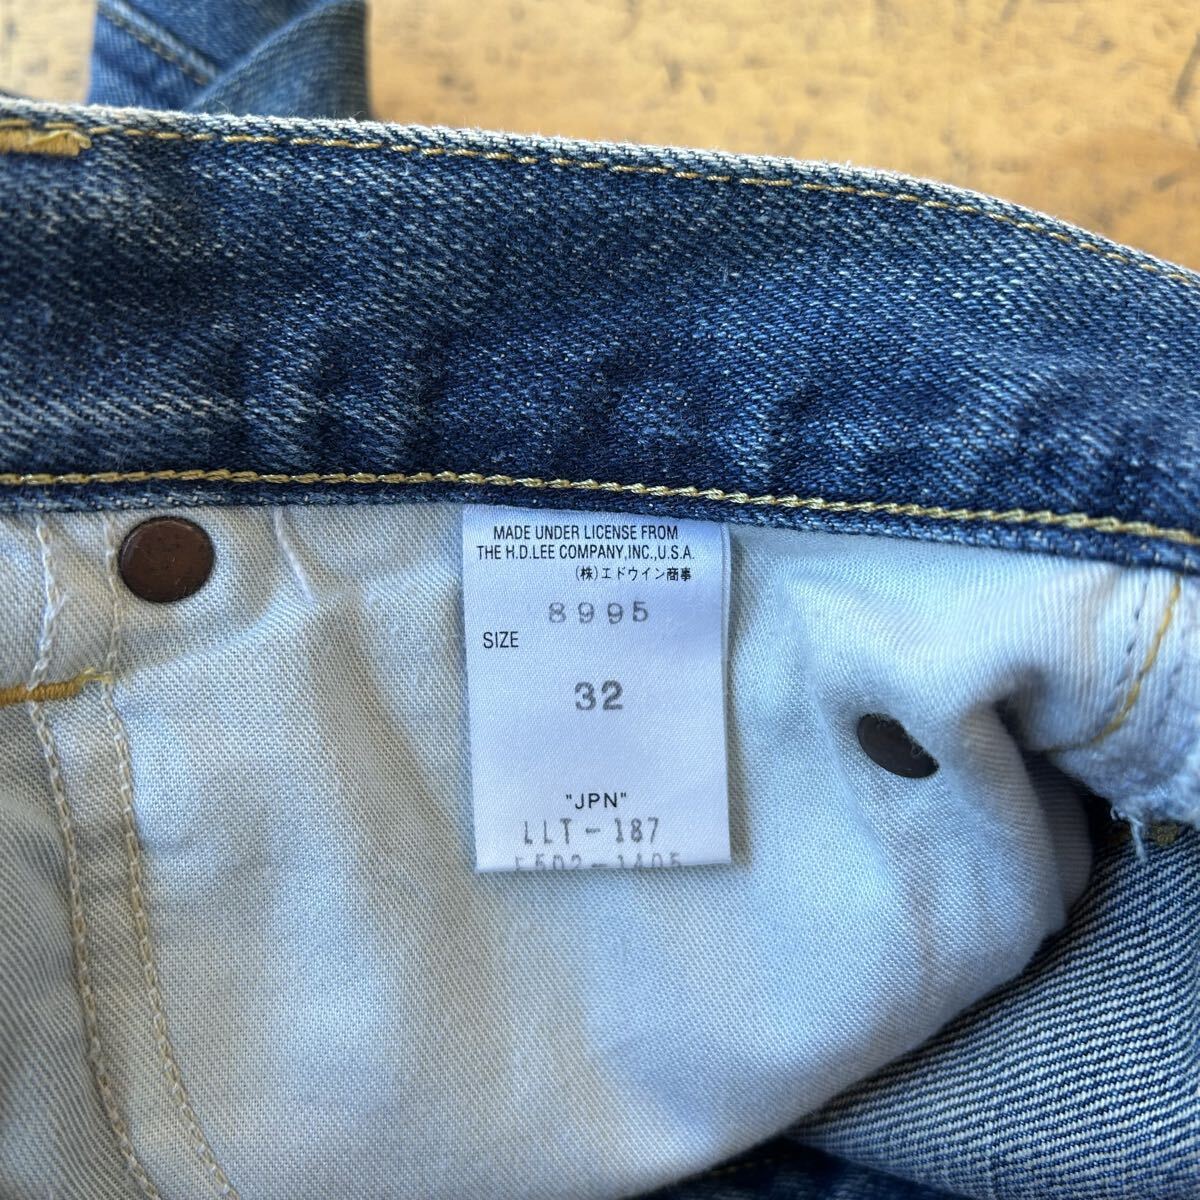 MADE UNDER LICENSE FROM
THE H.D.LEE COMPANY,INC.,U.S.A.
(株)エドウイン商事
8995
SIZE
32
"JPN"
LLT-187